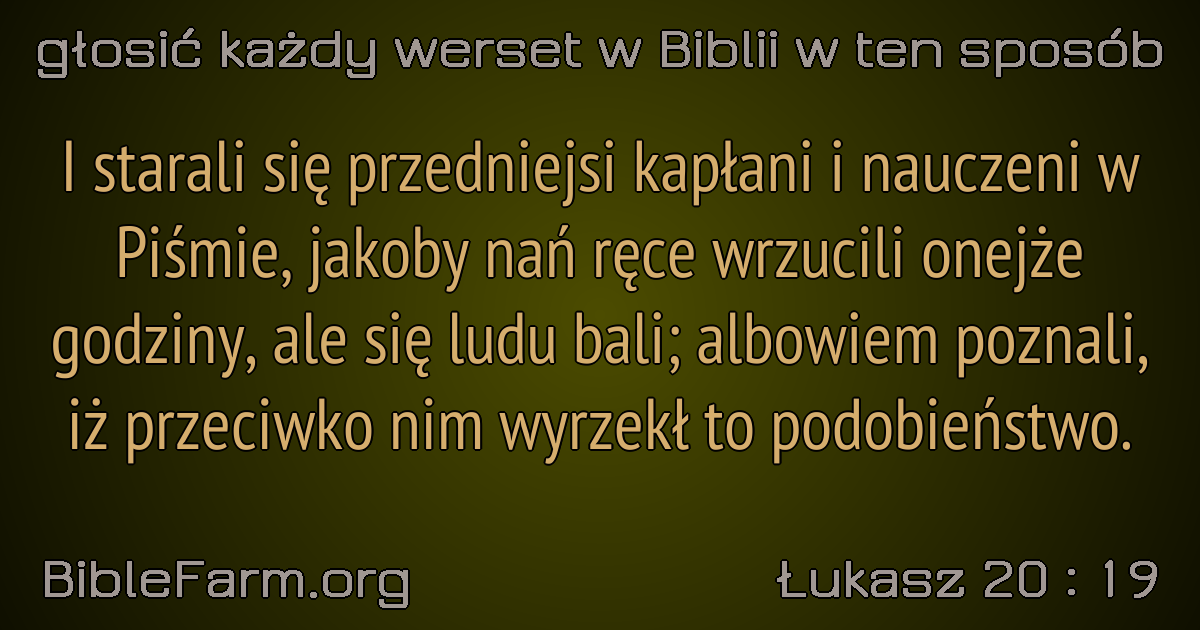 głosić każdy werset w Biblii w ten sposób
I starali się przedniejsi kapłani i nauczeni w
Piśmie, jakoby nań ręce wrzucili onejże
godziny, ale się ludu bali; albowiem poznali,
iż przeciwko nim wyrzekł to podobieństwo.
BibleFarm.org
Łukasz 20 : 19